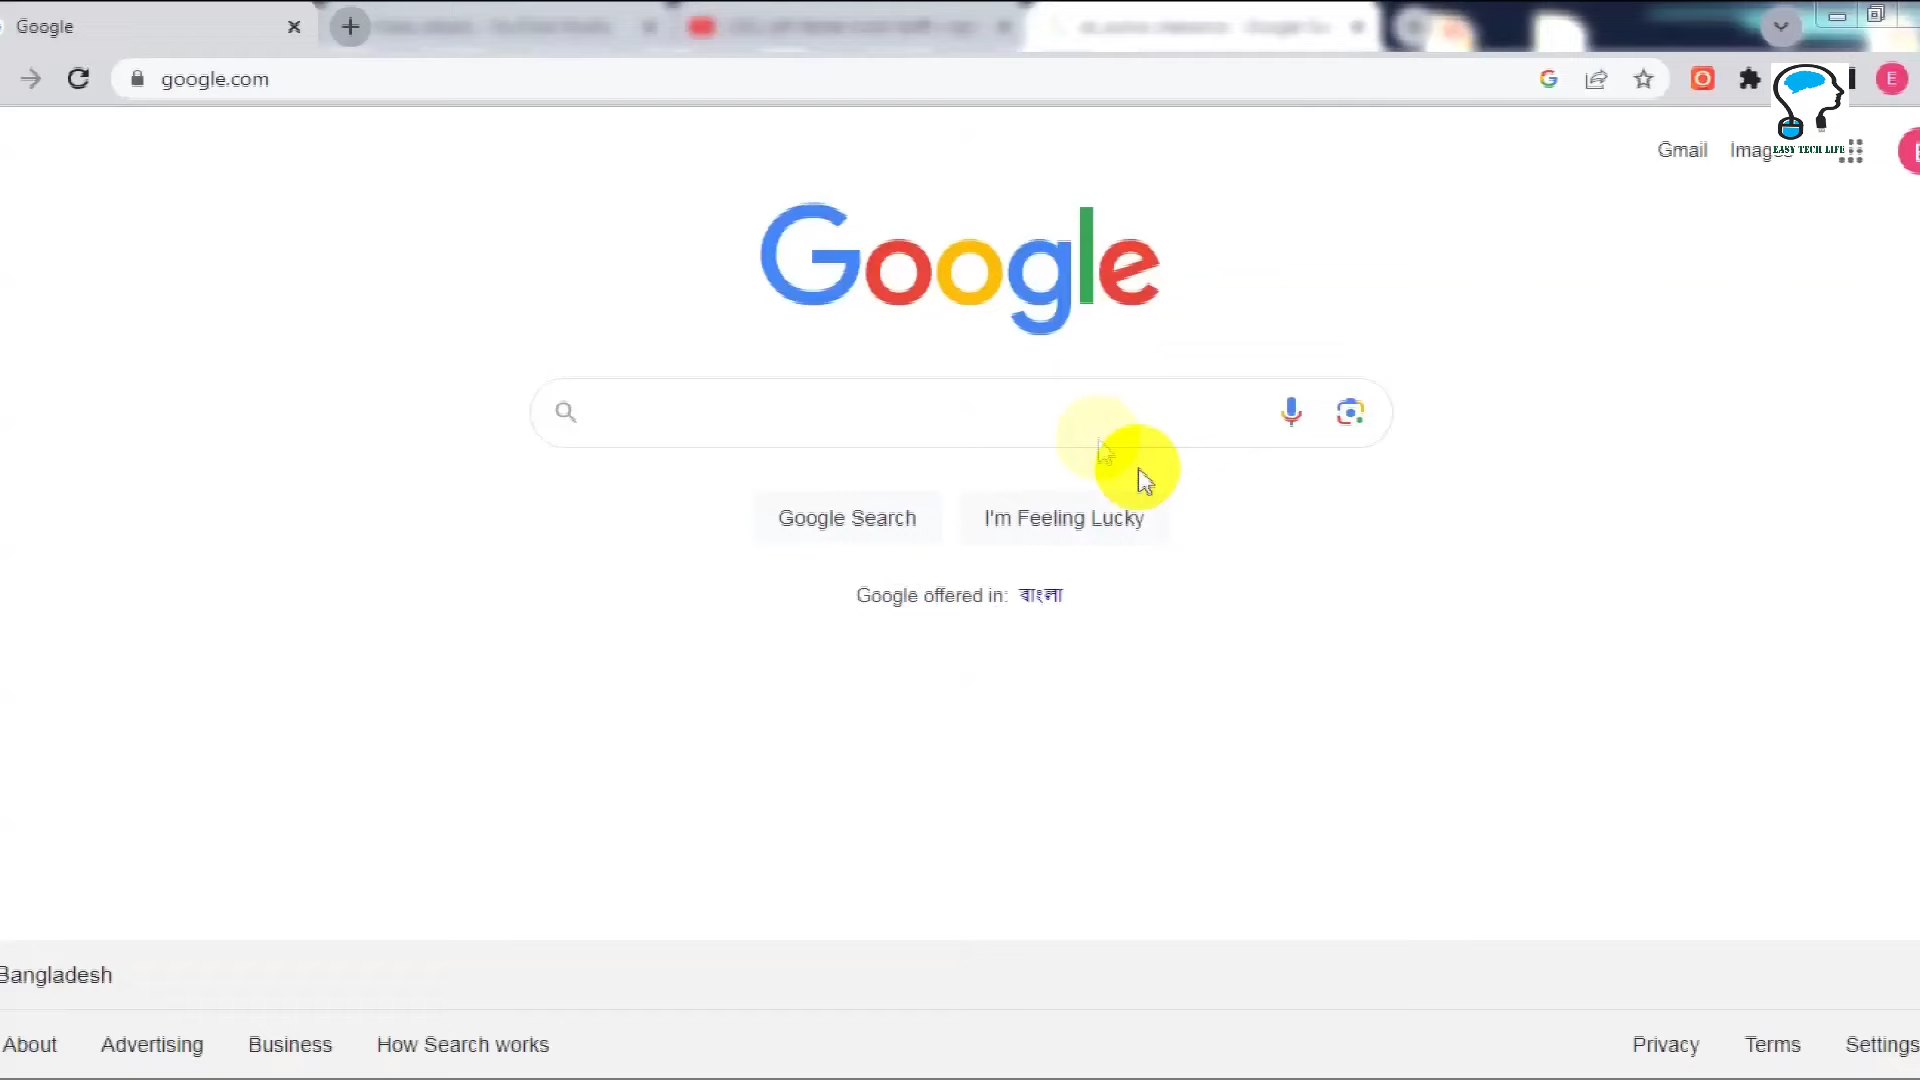 Google
google.com
E
Gmail Images
EASY TECH LIFE
Google
Google Search I'm Feeling Lucky
Google offered in: বাংলা
Bangladesh
About Advertising Business How Search works Privacy Terms Settings